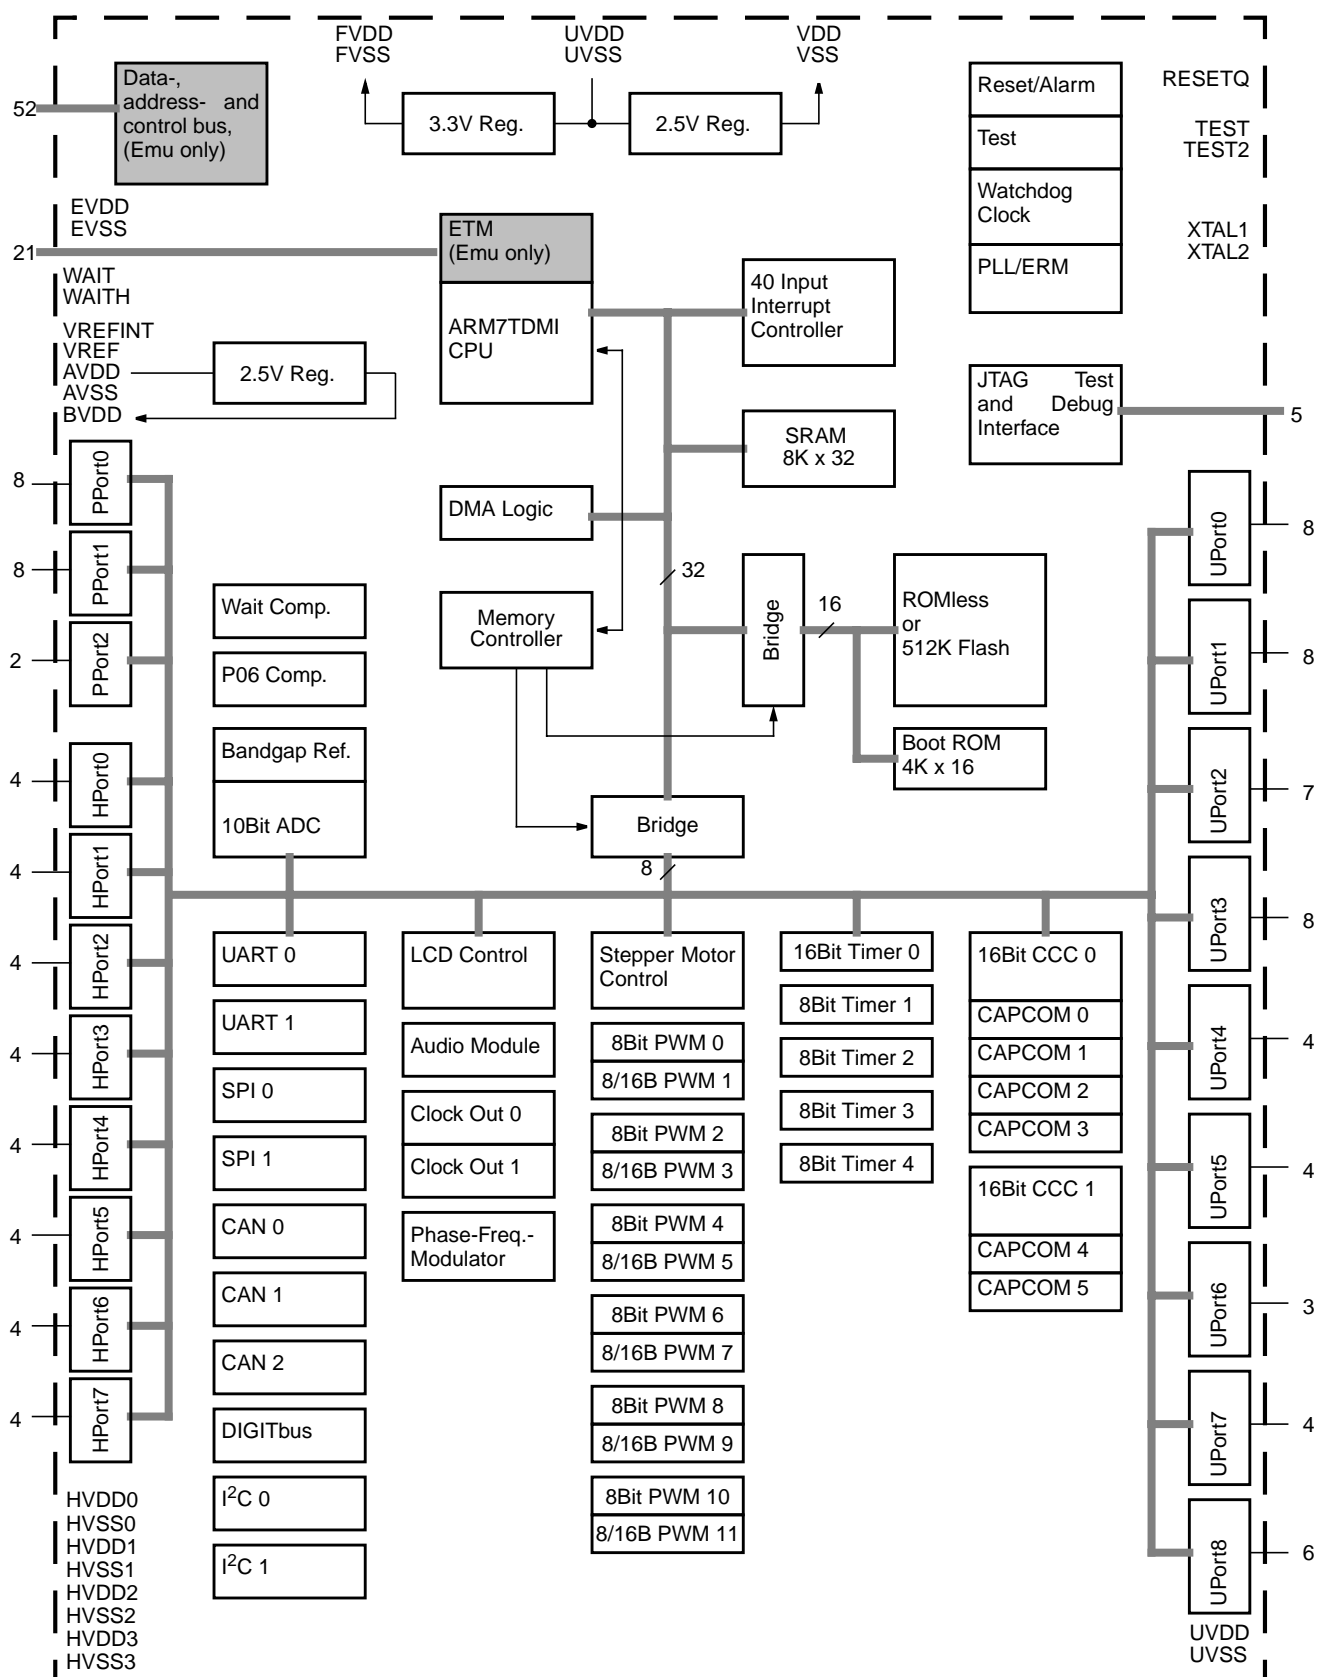 FVDD
FVSS
UVDD
UVSS
VDD
VSS
Data-,
address- and
control bus,
(Emu only)
52
3.3V Reg.
2.5V Reg.
Reset/Alarm
Test
Watchdog
Clock
PLL/ERM
RESETQ
TEST
TEST2
XTAL1
XTAL2
EVDD
EVSS
21
ETM
(Emu only)
ARM7TDMI
CPU
40 Input
Interrupt
Controller
WAIT
WAITH
VREFINT
VREF
AVDD
AVSS
BVDD
2.5V Reg.
JTAG Test
and Debug
Interface
5
SRAM
8K x 32
DMA Logic
32
Memory
Controller
Bridge
16
ROMless
or
512K Flash
Boot ROM
4K x 16
Bridge
8
8
PPort0
8
PPort1
2
PPort2
4
HPort0
4
HPort1
4
HPort2
4
HPort3
4
HPort4
4
HPort5
4
HPort6
4
HPort7
HVDD0
HVSS0
HVDD1
HVSS1
HVDD2
HVSS2
HVDD3
HVSS3
Wait Comp.
P06 Comp.
Bandgap Ref.
10Bit ADC
UART 0
UART 1
SPI 0
SPI 1
CAN 0
CAN 1
CAN 2
DIGITbus
I²C 0
I²C 1
LCD Control
Audio Module
Clock Out 0
Clock Out 1
Phase-Freq.-
Modulator
Stepper Motor
Control
8Bit PWM 0
8/16B PWM 1
8Bit PWM 2
8/16B PWM 3
8Bit PWM 4
8/16B PWM 5
8Bit PWM 6
8/16B PWM 7
8Bit PWM 8
8/16B PWM 9
8Bit PWM 10
8/16B PWM 11
16Bit Timer 0
8Bit Timer 1
8Bit Timer 2
8Bit Timer 3
8Bit Timer 4
16Bit CCC 0
CAPCOM 0
CAPCOM 1
CAPCOM 2
CAPCOM 3
16Bit CCC 1
CAPCOM 4
CAPCOM 5
UPort0
8
UPort1
8
UPort2
7
UPort3
8
UPort4
4
UPort5
4
UPort6
3
UPort7
4
UPort8
6
UVDD
UVSS